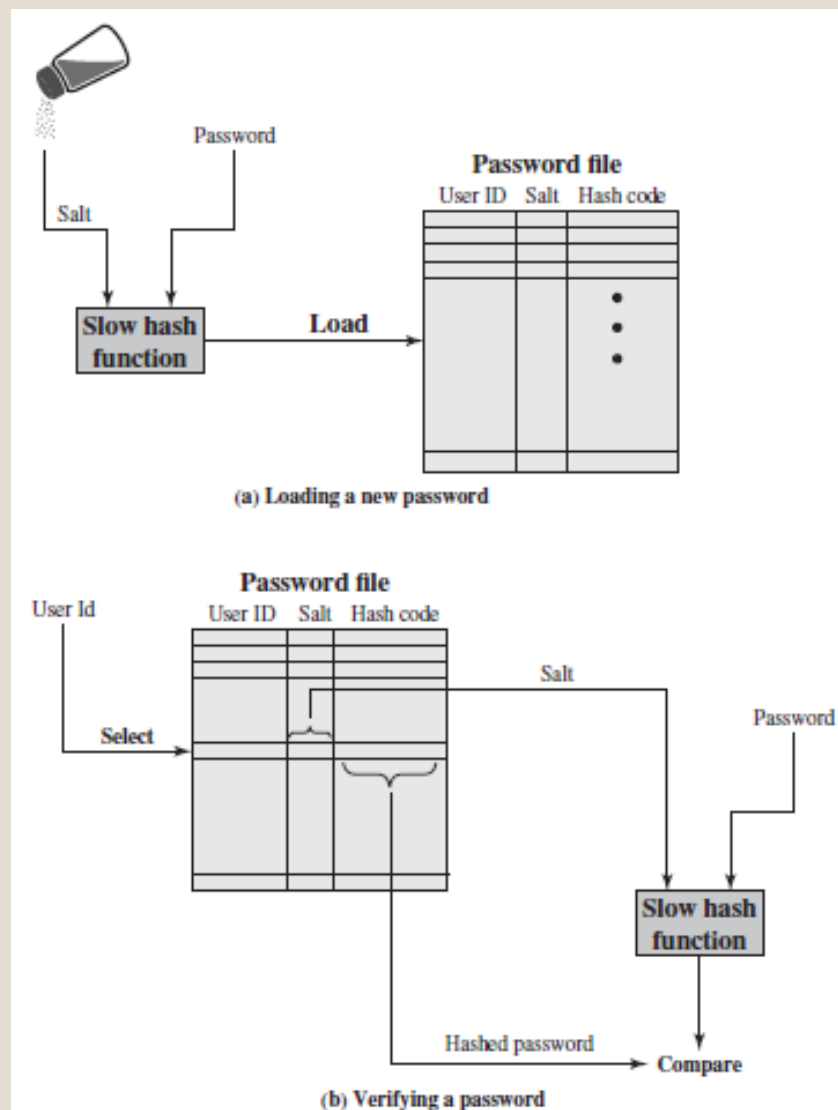 Password
Salt
Slow hash
function
Load
Password file
User ID Salt Hash code
(a) Loading a new password
Password file
User Id
User ID Salt Hash code
Salt
Select
Password
Slow hash
function
Hashed password
Compare
(b) Verifying a password